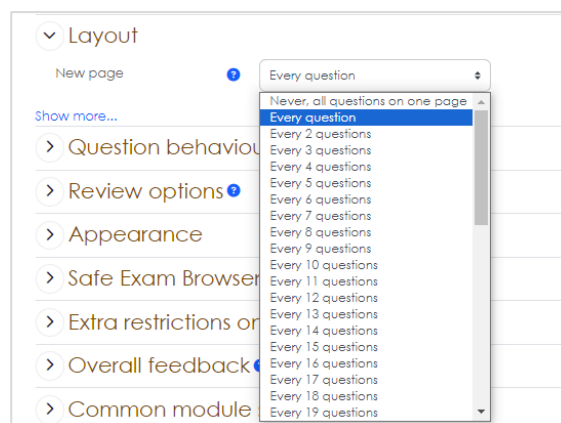 Layout
New page
Every question
Never, all questions on one page
Every question
Show more...
Every 2 questions
Every 3 questions
Question behaviou
Every 4 questions
Every 5 questions
Every 6 questions
Review options
Every 7 questions
Every 8 questions
Appearance
Every 9 questions
Every 10 questions
Safe Exam Browser
Every 11 questions
Every 12 questions
Every 13 questions
Extra restrictions or
Every 14 questions
Every 15 questions
Overall feedback
Every 16 questions
Every 17 questions
Every 18 questions
Common module
Every 19 questions